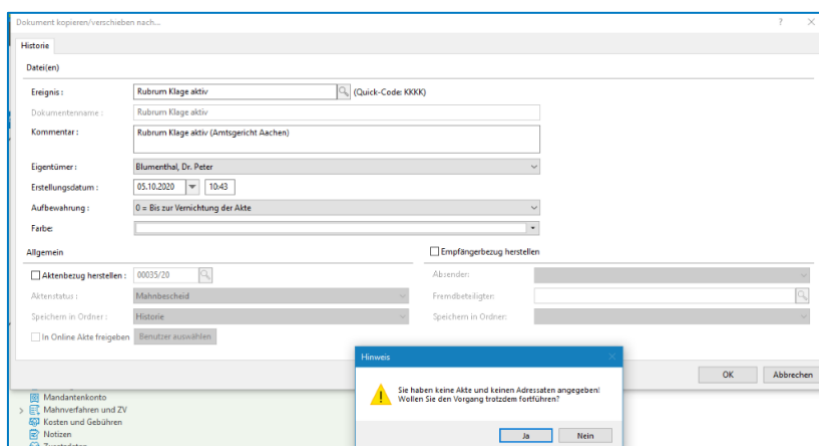 Dokument kopieren/verschieben nach...
Historie
Datei(en)
Ereignis :
Rubrum Klage aktiv
(Quick-Code: KKKK)
Dokumentenname :
Rubrum Klage aktiv
Kommentar :
Rubrum Klage aktiv (Amtsgericht Aachen)
Eigentümer :
Blumenthal, Dr. Peter
Erstellungsdatum :
05.10.2020
10:43
Aufbewahrung :
0 = Bis zur Vernichtung der Akte
Farbe:
Allgemein
Empfängerbezug herstellen
Aktenbezug herstellen :
00035/20
Absender:
Aktenstatus :
Mahnbescheid
Fremdbeteiligter:
Speichern in Ordner :
Historie
Speichern in Ordner:
In Online Akte freigeben
Benutzer auswählen
OK
Abbrechen
Hinweis
Sie haben keine Akte und keinen Adressaten angegeben!
Wollen Sie den Vorgang trotzdem fortführen?
Ja
Nein
Mandantenkonto
Mahnverfahren und ZV
Kosten und Gebühren
Notizen